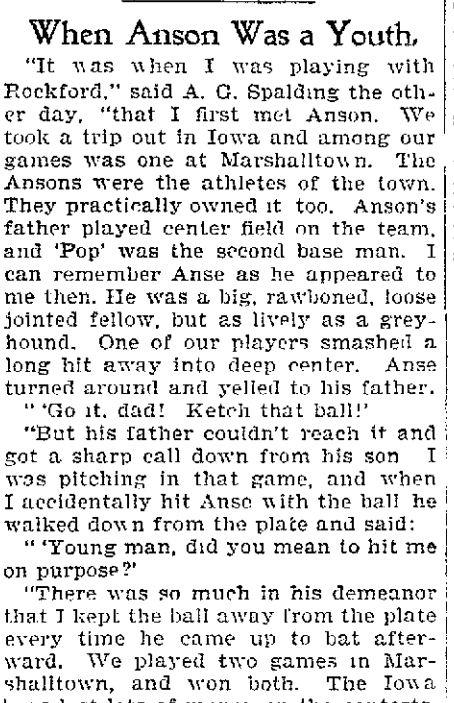 When Anson Was a Youth.
"It was when I was playing with
Rockford," said A. G. Spalding the oth-
er day, "that I first met Anson. We
took a trip out in Iowa and among our
games was one at Marshalltown. The
Ansons were the athletes of the town.
They practically owned it too. Anson's
father played center field on the team,
and 'Pop' was the second base man. I
can remember Anse as he appeared to
me then. He was a big, rawboned, loose
jointed fellow, but as lively as a grey-
hound. One of our players smashed a
long hit away into deep center. Anse
turned around and yelled to his father.
" 'Go it, dad! Ketch that ball!'
"But his father couldn't reach it and
got a sharp call down from his son I
was pitching in that game, and when
I accidentally hit Anse with the ball he
walked down from the plate and said:
" 'Young man, did you mean to hit me
on purpose?'
"There was so much in his demeanor
that I kept the ball away from the plate
every time he came up to bat after-
ward. We played two games in Mar-
shalltown, and won both. The Iowa